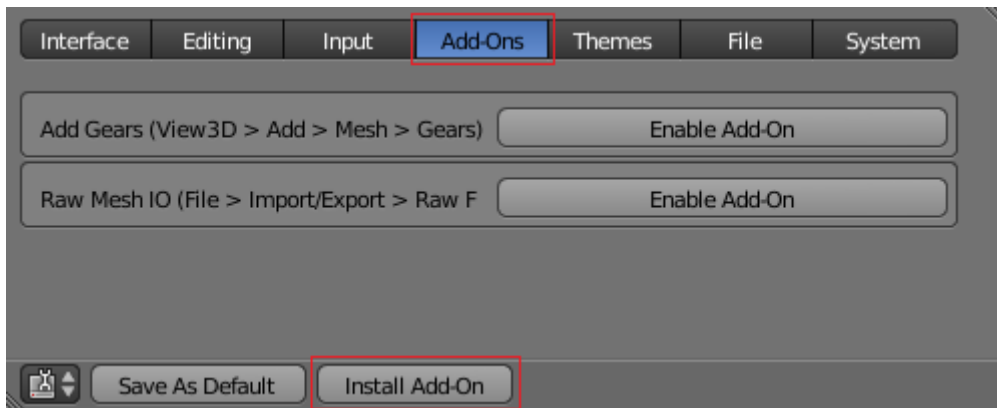 Interface Editing Input Add-Ons Themes File System
Add Gears (View3D > Add > Mesh > Gears) Enable Add-On
Raw Mesh IO (File > Import/Export > Raw F Enable Add-On
Save As Default Install Add-On